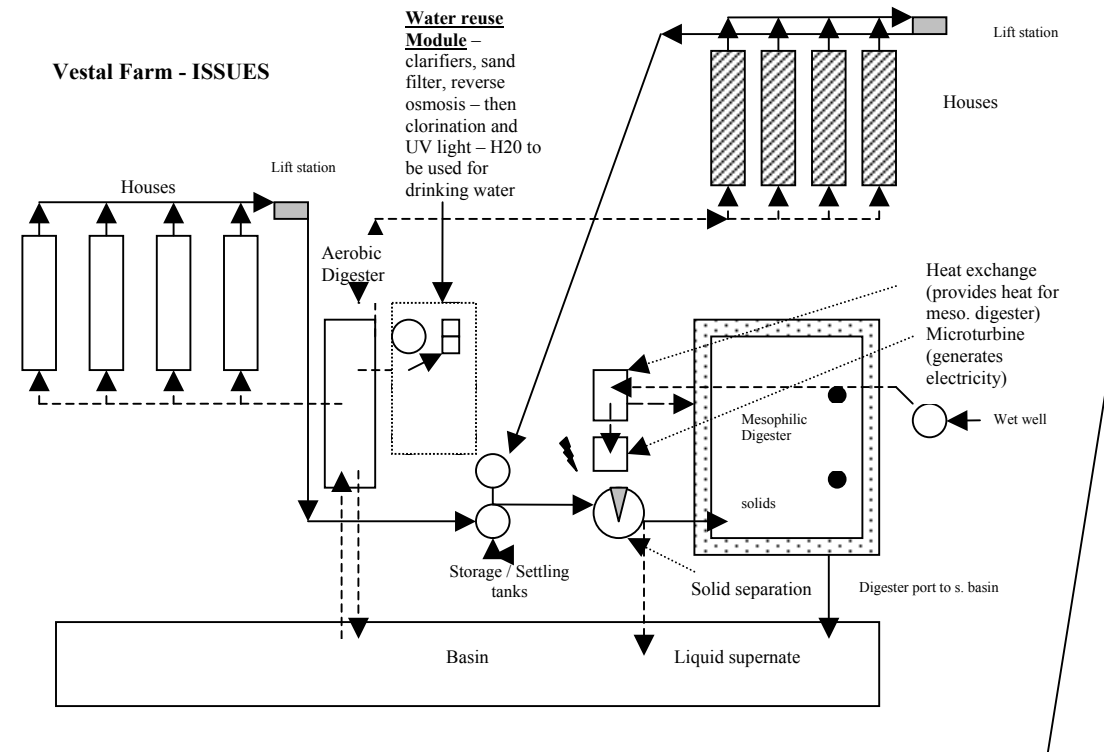 Water reuse
Module –
clarifiers, sand
filter, reverse
osmosis – then
clorination and
UV light – H20 to
be used for
drinking water
Lift station
Vestal Farm - ISSUES
Houses
Lift station
Houses
Aerobic
Digester
Heat exchange
(provides heat for
meso. digester)
Microturbine
(generates
electricity)
Mesophilic
Digester
Wet well
solids
Storage / Settling
tanks
Solid separation
Digester port to s. basin
Basin
Liquid supernate